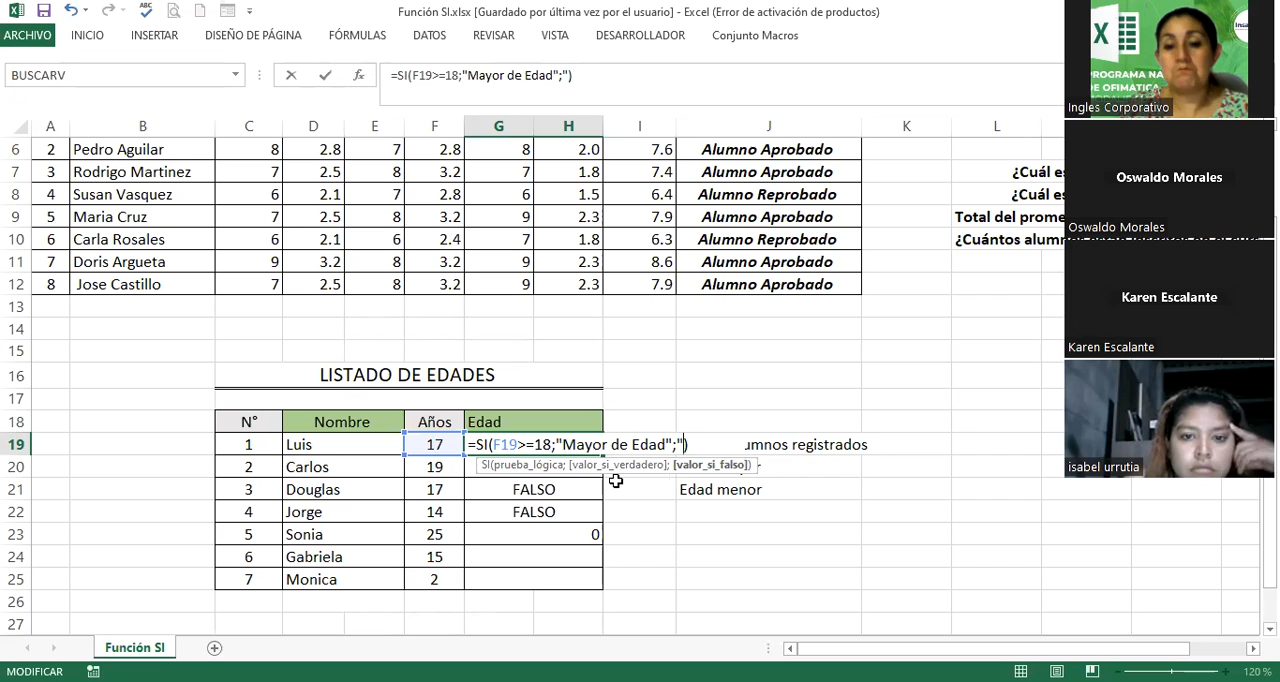 Función SI.xlsx [Guardado por última vez por el usuario] - Excel (Error de activación de productos)
ARCHIVO INICIO INSERTAR DISEÑO DE PÁGINA FÓRMULAS DATOS REVISAR VISTA DESARROLLADOR Conjunto Macros
BUSCARV =SI(F19>=18;"Mayor de Edad";")
A B C D E F G H I J K L
6 2 Pedro Aguilar 8 2.8 7 2.8 8 2.0 7.6 Alumno Aprobado
7 3 Rodrigo Martinez 7 2.5 8 3.2 7 1.8 7.4 Alumno Aprobado ¿Cuál es
8 4 Susan Vasquez 6 2.1 7 2.8 6 1.5 6.4 Alumno Reprobado ¿Cuál es
9 5 Maria Cruz 7 2.5 8 3.2 9 2.3 7.9 Alumno Aprobado Total del prome
10 6 Carla Rosales 6 2.1 6 2.4 7 1.8 6.3 Alumno Reprobado ¿Cuántos
11 7 Doris Argueta 9 3.2 8 3.2 9 2.3 8.6 Alumno Aprobado
12 8 Jose Castillo 7 2.5 8 3.2 9 2.3 7.9 Alumno Aprobado
13
14
15
16 LISTADO DE EDADES
17
18 N° Nombre Años Edad
19 1 Luis 17 =SI(F19>=18;"Mayor de Edad";") umnos registrados
SI(prueba_lógica; [valor_si_verdadero]; [valor_si_falso])
20 2 Carlos 19
21 3 Douglas 17 FALSO Edad menor
22 4 Jorge 14 FALSO
23 5 Sonia 25 0
24 6 Gabriela 15
25 7 Monica 2
26
27
Función SI
MODIFICAR 120 %
PROGRAMA NA
DE OFIMÁTICA
Insa
Ingles Corporativo
Oswaldo Morales
Oswaldo Morales
Karen Escalante
Karen Escalante
isabel urrutia